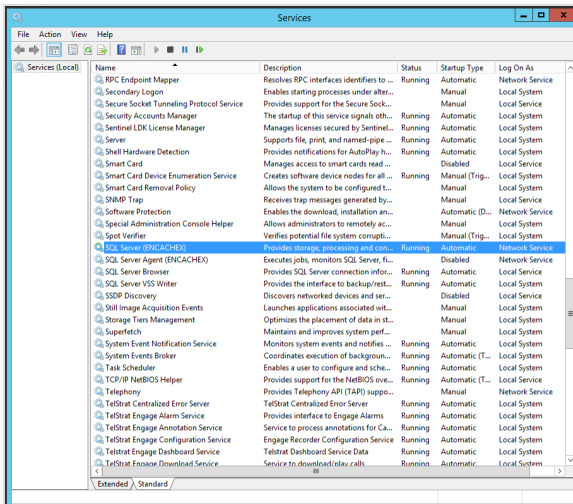 Services
File Action View Help
Services (Local)
Name Description Status Startup Type Log On As
RPC Endpoint Mapper Resolves RPC interfaces identifiers to ... Running Automatic Network Service
Secondary Logon Enables starting processes under alter... Manual Local System
Secure Socket Tunneling Protocol Service Provides support for the Secure Sock... Manual Local Service
Security Accounts Manager The startup of this service signals oth... Running Automatic Local System
Sentinel LDK License Manager Manages licenses secured by Sentinel... Running Automatic Local System
Server Supports file, print, and named-pipe ... Running Automatic Local System
Shell Hardware Detection Provides notifications for AutoPlay h... Running Automatic Local System
Smart Card Manages access to smart cards read ... Disabled Local Service
Smart Card Device Enumeration Service Creates software device nodes for all ... Running Manual (Trig... Local System
Smart Card Removal Policy Allows the system to be configured t... Manual Local System
SNMP Trap Receives trap messages generated by... Manual Local Service
Software Protection Enables the download, installation an... Automatic (D... Network Service
Special Administration Console Helper Allows administrators to remotely ac... Manual Local System
Spot Verifier Verifies potential file system corrupti... Manual (Trig... Local System
SQL Server (ENCACHEX) Provides storage, processing and con... Running Automatic Network Service
SQL Server Agent (ENCACHEX) Executes jobs, monitors SQL Server, fi... Disabled Network Service
SQL Server Browser Provides SQL Server connection infor... Running Automatic Local Service
SQL Server VSS Writer Provides the interface to backup/rest... Running Automatic Local System
SSDP Discovery Discovers networked devices and ser... Disabled Local Service
Still Image Acquisition Events Launches applications associated wit... Manual Local System
Storage Tiers Management Optimizes the placement of data in st... Manual Local System
Superfetch Maintains and improves system perf... Manual Local System
System Event Notification Service Monitors system events and notifies ... Running Automatic Local System
System Events Broker Coordinates execution of backgroun... Running Automatic (T... Local System
Task Scheduler Enables a user to configure and sche... Running Automatic Local System
TCP/IP NetBIOS Helper Provides support for the NetBIOS ove... Running Automatic (T... Local Service
Telephony Provides Telephony API (TAPI) suppo... Manual Network Service
TelStrat Centralized Error Server TelStrat Centralized Error Server Running Automatic Local System
TelStrat Engage Alarm Service Provides interface to Engage Alarms Running Automatic Local System
TelStrat Engage Annotation Service Service to process annotations for Ca... Running Automatic Local System
TelStrat Engage Configuration Service Engage Recorder Configuration Service Running Automatic Local System
Telstrat Engage Dashboard Service Telstrat Dashboard Service Data Running Automatic Local System
TelStrat Engage Download Service Service to download/play calls Running Automatic Local System
Extended Standard